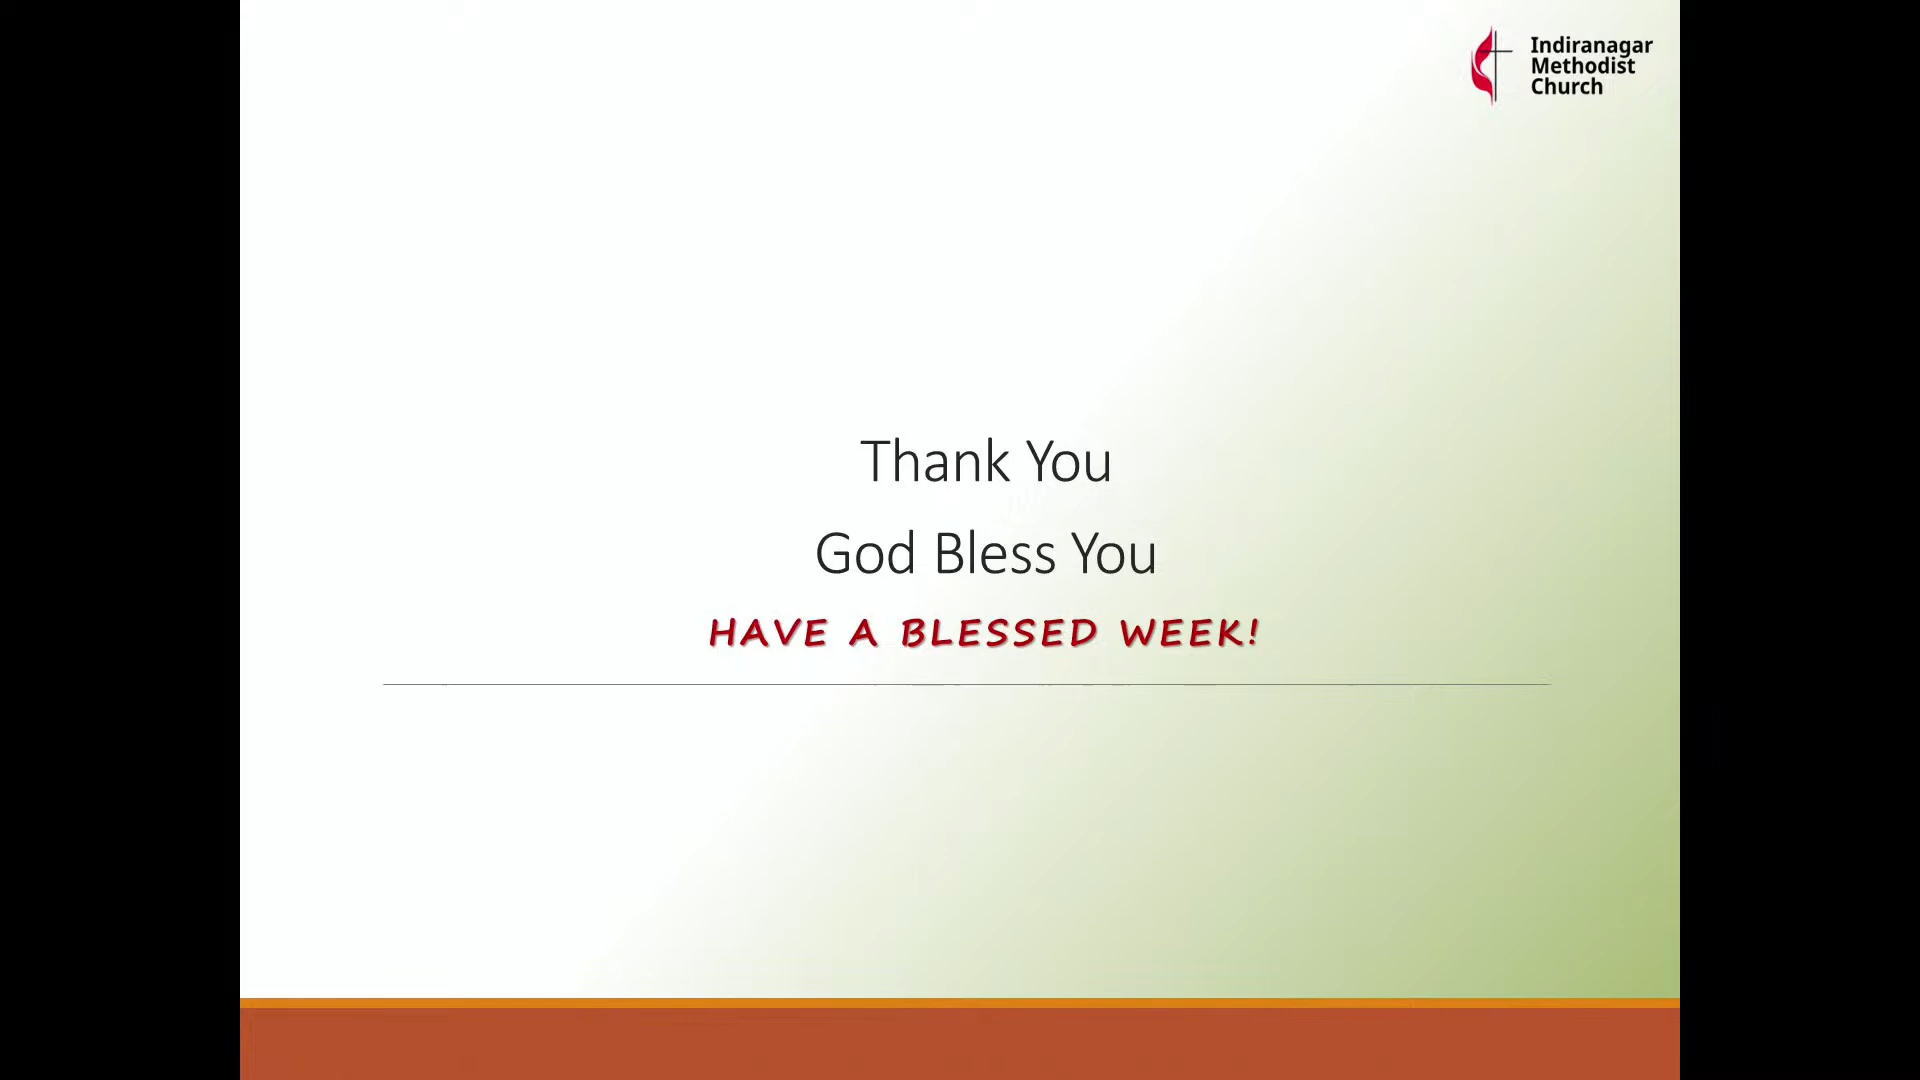 Indiranagar
Methodist
Church
Thank You
God Bless You
HAVE A BLESSED WEEK!